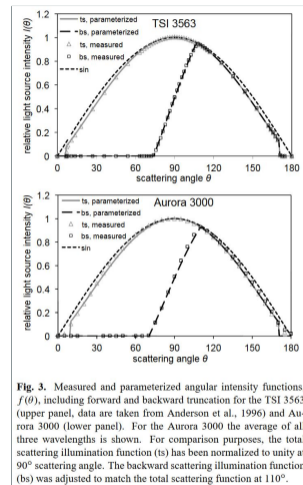 TSI 3563
1.2
1
0.8
0.6
0.4
0.2
0
relative light source intensity I(θ)
ts, parameterized
bs, parameterized
ts, measured
bs, measured
sin
0 30 60 90 120 150 180
scattering angle θ
Aurora 3000
1.2
1
0.8
0.6
0.4
0.2
0
relative light source intensity I(θ)
ts, parameterized
bs, parameterized
ts, measured
bs, measured
sin
0 30 60 90 120 150 180
scattering angle θ
Fig. 3. Measured and parameterized angular intensity functions,
f(θ), including forward and backward truncation for the TSI 3563
(upper panel, data are taken from Anderson et al., 1996) and Au-
rora 3000 (lower panel). For the Aurora 3000 the average of all
three wavelengths is shown. For comparison purposes, the total
scattering illumination function (ts) has been normalized to unity at
90° scattering angle. The backward scattering illumination function
(bs) was adjusted to match the total scattering function at 110°.